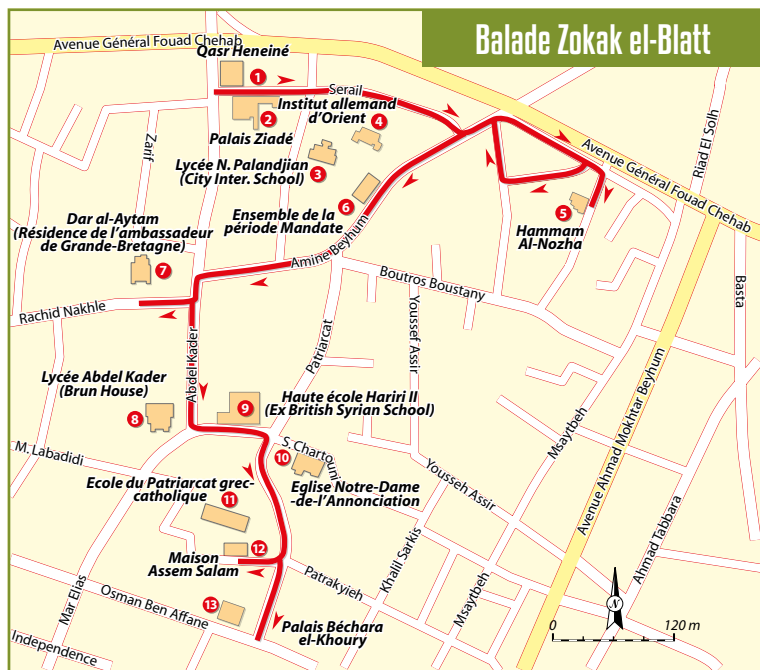 Balade Zokak el-Blatt
Avenue Général Fouad Chehab
Qasr Heneiné
1
Serail
2
Palais Ziadé
Institut allemand
d'Orient
4
Zarif
Lycée N. Palandjian
(City Inter. School)
3
Riad El Solh
Avenue Général Fouad Chehab
Ensemble de la
période Mandate
6
5
Hammam
Al-Nozha
Dar al-Aytam
(Résidence de l'ambassadeur
de Grande-Bretagne)
7
Amine Beyhum
Boutros Boustany
Basta
Rachid Nakhle
Youssef Assir
Patriarcat
Abdel Kader
Lycée Abdel Kader
(Brun House)
8
9
Haute école Hariri II
(Ex British Syrian School)
Avenue Ahmad Mokhtar Beyhum
Msaytbeh
M. Labadidi
S. Chartouni
10
Eglise Notre-Dame
-de-l'Annonciation
Yousseh Assir
Ecole du Patriarcat grec-
catholique
11
Ahmad Tabbara
Khalil Sarkis
12
Maison
Assem Salam
Patrakyieh
Msaytbeh
Mar Elias
Osman Ben Affane
13
Palais Béchara
el-Khoury
Independence
N
0
120 m